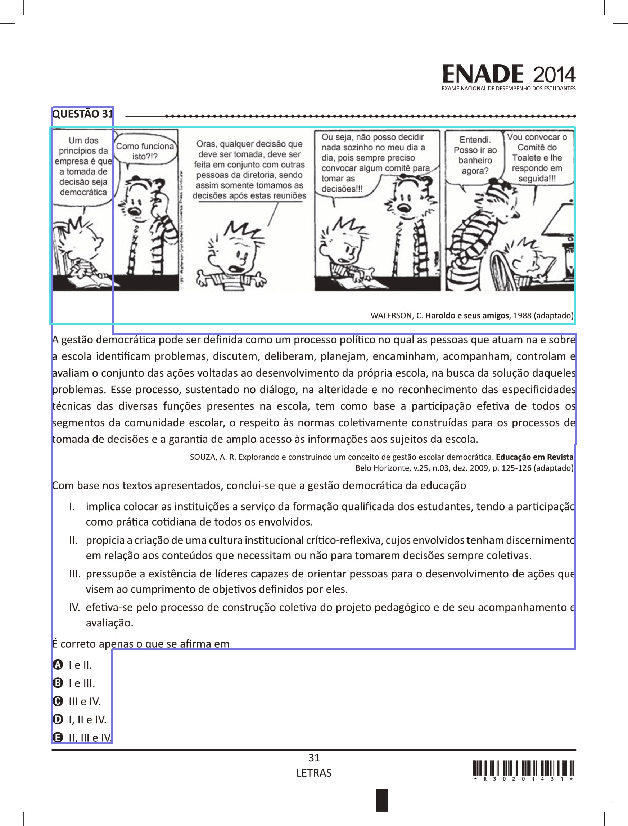 ENADE 2014
EXAME NACIONAL DE DESEMPENHO DOS ESTUDANTES
QUESTÃO 31
Um dos
princípios da
empresa é que
a tomada de
decisão seja
democrática
Como funciona
isto?!?
Oras, qualquer decisão que
deve ser tomada, deve ser
feita em conjunto com outras
pessoas da diretoria, sendo
assim somente tomamos as
decisões após estas reuniões
Ou seja, não posso decidir
nada sozinho no meu dia a
dia, pois sempre preciso
convocar algum comitê para
tomar as
decisões!!!
Entendi.
Posso ir ao
banheiro
agora?
Vou convocar o
Comitê do
Toalete e lhe
respondo em
seguida!!!
WATERSON, C. Haroldo e seus amigos, 1988 (adaptado)
A gestão democrática pode ser definida como um processo político no qual as pessoas que atuam na e sobre
a escola identificam problemas, discutem, deliberam, planejam, encaminham, acompanham, controlam e
avaliam o conjunto das ações voltadas ao desenvolvimento da própria escola, na busca da solução daqueles
problemas. Esse processo, sustentado no diálogo, na alteridade e no reconhecimento das especificidades
técnicas das diversas funções presentes na escola, tem como base a participação efetiva de todos os
segmentos da comunidade escolar, o respeito às normas coletivamente construídas para os processos de
tomada de decisões e a garantia de amplo acesso às informações aos sujeitos da escola.
SOUZA, A. R. Explorando e construindo um conceito de gestão escolar democrática. Educação em Revista
Belo Horizonte, v.25, n.03, dez. 2009, p. 125-126 (adaptado)
Com base nos textos apresentados, conclui-se que a gestão democrática da educação
I. implica colocar as instituições a serviço da formação qualificada dos estudantes, tendo a participação
como prática cotidiana de todos os envolvidos.
II. propicia a criação de uma cultura institucional crítico-reflexiva, cujos envolvidos tenham discernimento
em relação aos conteúdos que necessitam ou não para tomarem decisões sempre coletivas.
III. pressupõe a existência de líderes capazes de orientar pessoas para o desenvolvimento de ações que
visem ao cumprimento de objetivos definidos por eles.
IV. efetiva-se pelo processo de construção coletiva do projeto pedagógico e de seu acompanhamento e
avaliação.
É correto apenas o que se afirma em
A I e II.
B I e III.
C III e IV.
D I, II e IV.
E II, III e IV.
31
LETRAS
*R3020143 1*